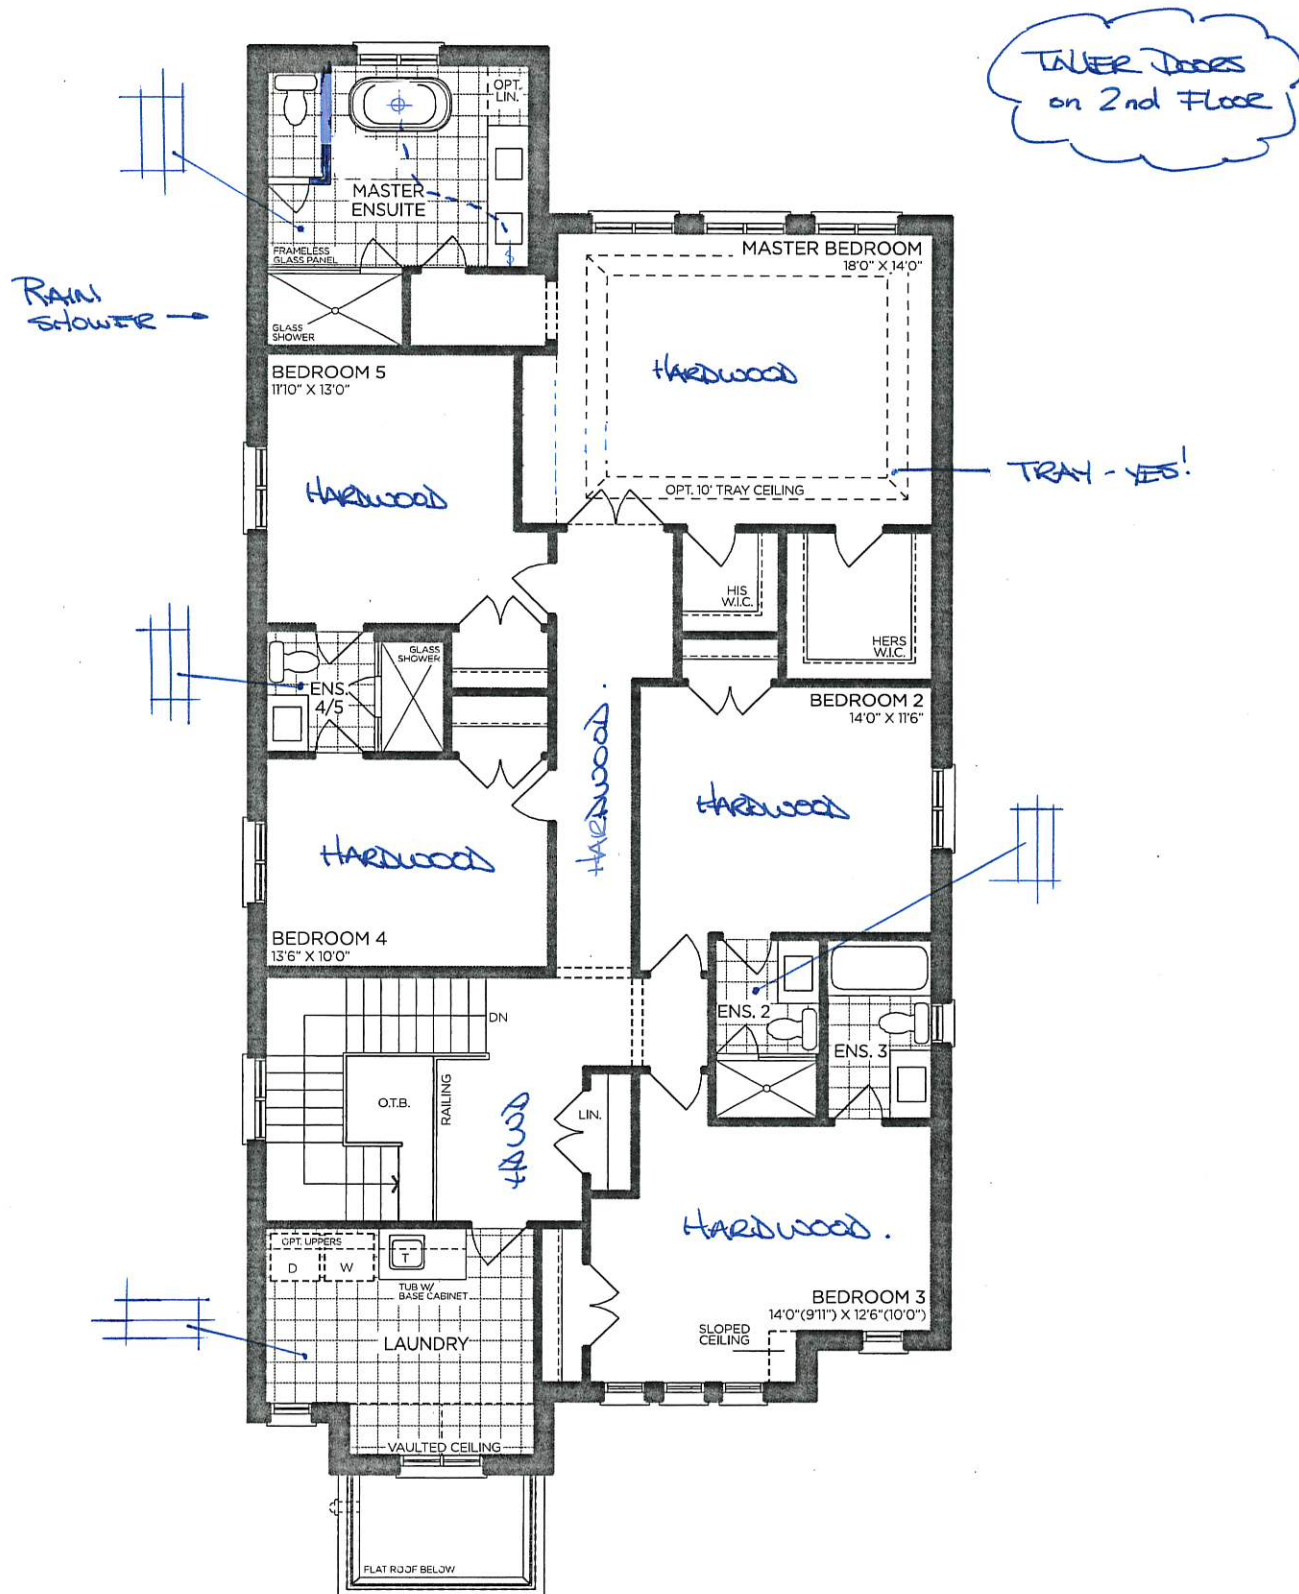 TALLER DOORS
on 2nd FLOOR
OPT.
LIN.
MASTER
ENSUITE
FRAMELESS
GLASS PANEL
RAIN
SHOWER
GLASS
SHOWER
$
MASTER BEDROOM
18'0" X 14'0"
HARDWOOD
OPT. 10' TRAY CEILING
TRAY - YES!
BEDROOM 5
11'10" X 13'0"
HARDWOOD
HIS
W.I.C.
HERS
W.I.C.
GLASS
SHOWER
ENS.
4/5
HARDWOOD.
BEDROOM 2
14'0" X 11'6"
HARDWOOD
HARDWOOD
BEDROOM 4
13'6" X 10'0"
DN
ENS. 2
ENS. 3
O.T.B.
RAILING
LIN.
HDWD
HARDWOOD.
OPT. UPPERS
D
W
T
TUB W/
BASE CABINET
LAUNDRY
BEDROOM 3
14'0"(9'11") X 12'6"(10'0")
SLOPED
CEILING
VAULTED CEILING
FLAT ROOF BELOW